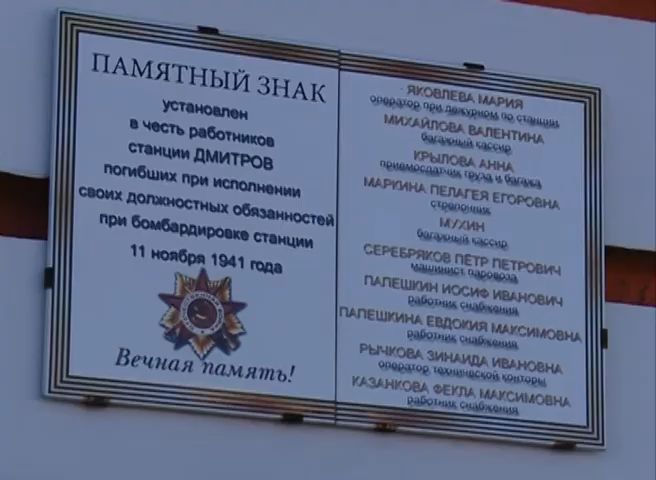 ПАМЯТНЫЙ ЗНАК
установлен
в честь работников
станции ДМИТРОВ
погибших при исполнении
своих должностных обязанностей
при бомбардировке станции
11 ноября 1941 года
Вечная память!
ЯКОВЛЕВА МАРИЯ
оператор при дежурном по станции
МИХАЙЛОВА ВАЛЕНТИНА
багажный кассир
КРЫЛОВА АННА
приемосдатчик груза и багажа
МАРКИНА ПЕЛАГЕЯ ЕГОРОВНА
стрелочник
МУХИН
багажный кассир
СЕРЕБРЯКОВ ПЁТР ПЕТРОВИЧ
машинист паровоза
ПАЛЕШКИН ИОСИФ ИВАНОВИЧ
работник снабжения
ПАЛЕШКИНА ЕВДОКИЯ МАКСИМОВНА
работник снабжения
РЫЧКОВА ЗИНАИДА ИВАНОВНА
оператор технической конторы
КАЗАНКОВА ФЕКЛА МАКСИМОВНА
работник снабжения